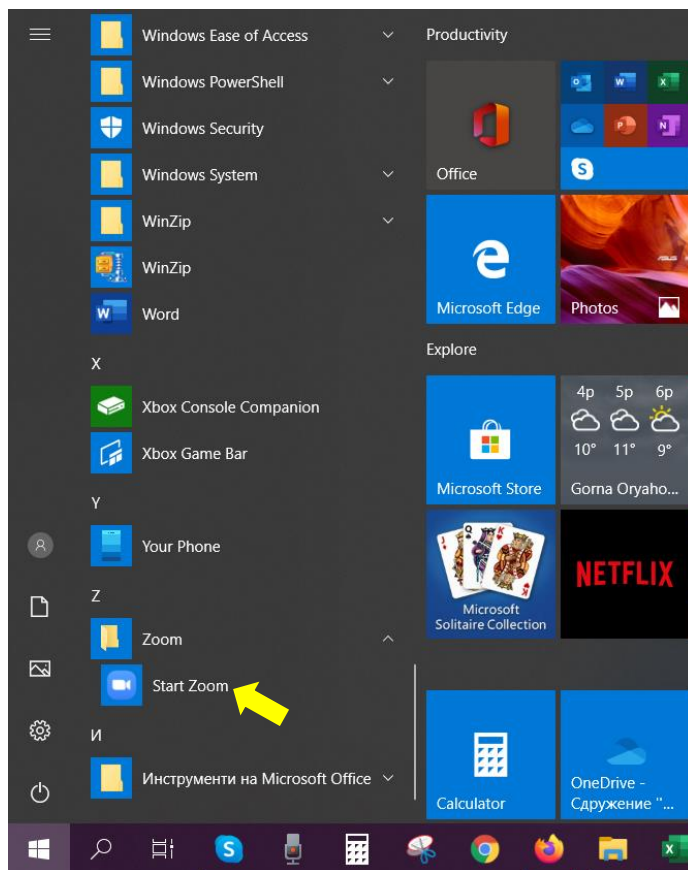 Windows Ease of Access
Windows PowerShell
Windows Security
Windows System
WinZip
WinZip
Word
X
Xbox Console Companion
Xbox Game Bar
Y
Your Phone
Z
Zoom
Start Zoom
И
Инструменти на Microsoft Office
Productivity
Office
Microsoft Edge
Photos
Explore
Microsoft Store
4p 5p 6p
10° 11° 9°
Gorna Oryaho...
Microsoft
Solitaire Collection
NETFLIX
Calculator
OneDrive -
Сдружение "...